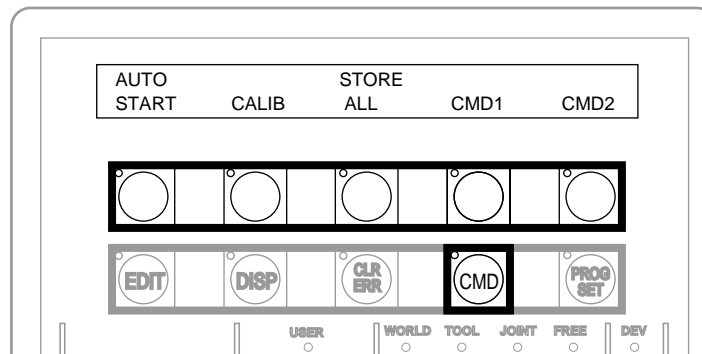 AUTO STORE
START CALIB ALL CMD1 CMD2
EDIT DISP CLR ERR CMD PROG SET
USER WORLD TOOL JOINT FREE DEV